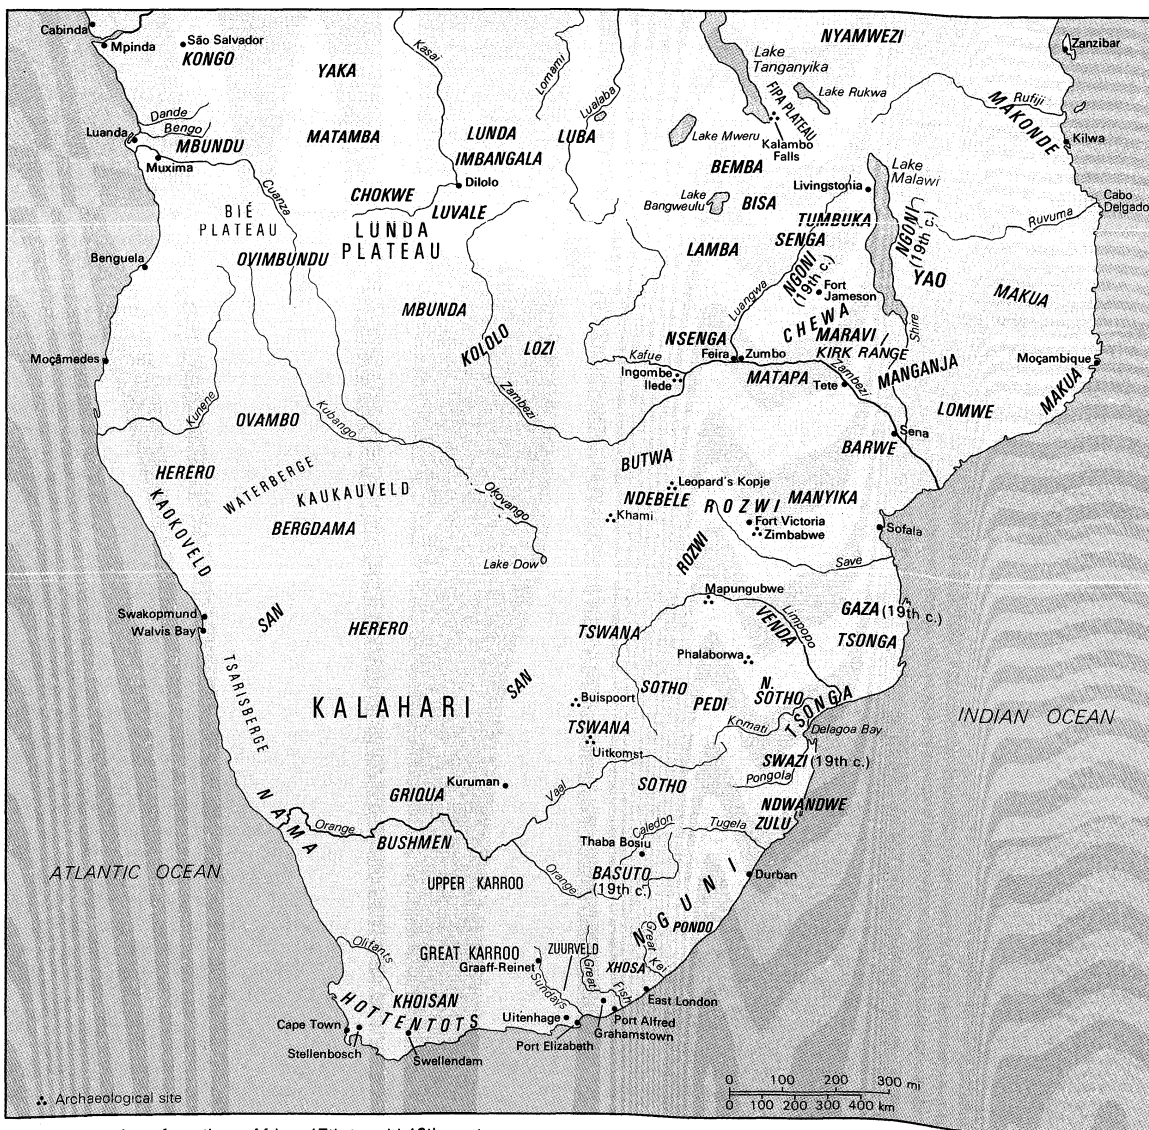 Cabinda
Mpinda
São Salvador
KONGO
YAKA
Kasai
Lomami
Lualaba
Lake
Tanganyika
NYAMWEZI
Zanzibar
FIPA PLATEAU
Lake Rukwa
MAKONDE
Rufiji
Kilwa
Dande
Bengo
Luanda
MBUNDU
Muxima
MATAMBA
LUNDA
IMBANGALA
LUBA
Lake Mweru
Kalambo
Falls
BEMBA
Lake
Malawi
Livingstonia
Cuanza
CHOKWE
Dilolo
LUVALE
Lake
Bangweulu
BISA
TUMBUKA
SENGA
NGONI
(19th c.)
Cabo
Delgado
Ruvuma
BIÉ
PLATEAU
LUNDA
PLATEAU
OVIMBUNDU
Benguela
LAMBA
NGONI
(19th c.)
Luangwa
Fort
Jameson
YAO
MAKUA
MBUNDA
KOLOLO
LOZI
NSENGA
CHEWA
MARAVI
KIRK RANGE
Shire
Moçâmedes
Kafue
Feira
Zumbo
Ingombe
Ilede
MATAPA
Tete
Zambezi
MANGANJA
Moçambique
MAKUA
Kunene
OVAMBO
Kubango
Zambezi
LOMWE
Sena
BARWE
HERERO
WATERBERGE
KAUKAUVELD
BERGDAMA
KAOKOVELD
Okovango
BUTWA
Leopard's Kopje
NDEBELE
ROZWI
MANYIKA
Khami
Fort Victoria
Zimbabwe
Sofala
Lake Dow
ROZWI
Save
Mapungubwe
Swakopmund
Walvis Bay
SAN
HERERO
TSWANA
VENDA
Limpopo
GAZA (19th c.)
TSONGA
Phalaborwa
TSARISBERGE
KALAHARI
SAN
Buispoort
SOTHO
PEDI
N.
SOTHO
TSONGA
INDIAN OCEAN
TSWANA
Uitkomst
Komati
Delagoa Bay
SWAZI (19th c.)
Pongola
Kuruman
Vaal
SOTHO
GRIQUA
NDWANDWE
ZULU
NAMA
Orange
BUSHMEN
Caledon
Tugela
Thaba Bosiu
ATLANTIC OCEAN
UPPER KARROO
Orange
BASUTO
(19th c.)
Durban
NGUNI
PONDO
Olifants
GREAT KARROO
Graaff-Reinet
ZUURVELD
Great Kei
XHOSA
Great Fish
Sundays
KHOISAN
HOTTENTOTS
East London
Cape Town
Uitenhage
Port Alfred
Grahamstown
Stellenbosch
Swellendam
Port Elizabeth
0 100 200 300 mi
0 100 200 300 400 km
Archaeological site